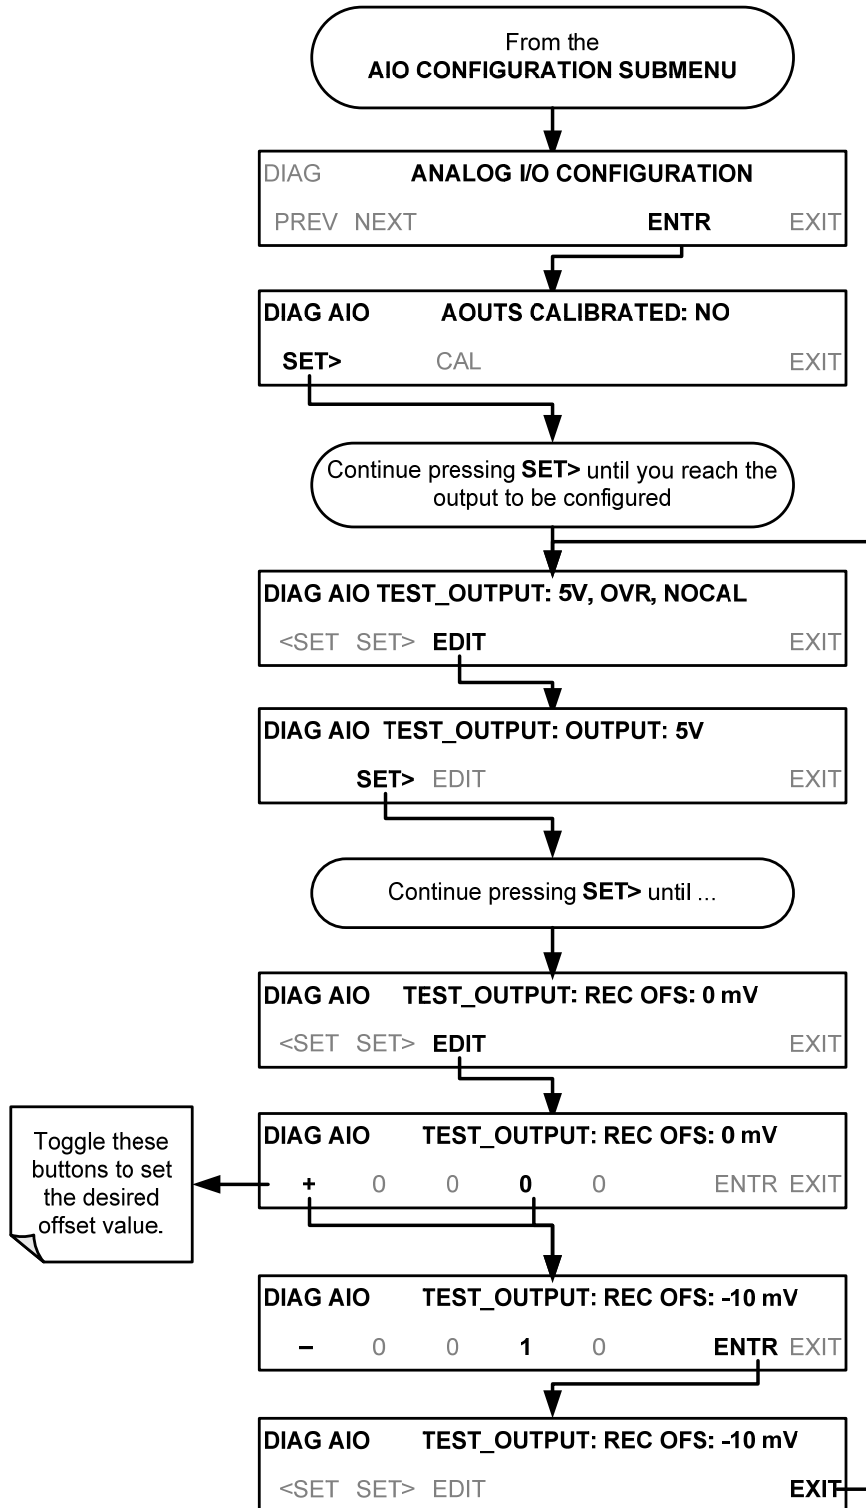 From the
AIO CONFIGURATION SUBMENU
DIAG ANALOG I/O CONFIGURATION
PREV NEXT ENTR EXIT
DIAG AIO AOUTS CALIBRATED: NO
SET> CAL EXIT
Continue pressing SET> until you reach the
output to be configured
DIAG AIO TEST_OUTPUT: 5V, OVR, NOCAL
<SET SET> EDIT EXIT
DIAG AIO TEST_OUTPUT: OUTPUT: 5V
SET> EDIT EXIT
Continue pressing SET> until ...
DIAG AIO TEST_OUTPUT: REC OFS: 0 mV
<SET SET> EDIT EXIT
Toggle these
buttons to set
the desired
offset value.
DIAG AIO TEST_OUTPUT: REC OFS: 0 mV
+ 0 0 0 0 ENTR EXIT
DIAG AIO TEST_OUTPUT: REC OFS: -10 mV
– 0 0 1 0 ENTR EXIT
DIAG AIO TEST_OUTPUT: REC OFS: -10 mV
<SET SET> EDIT EXIT